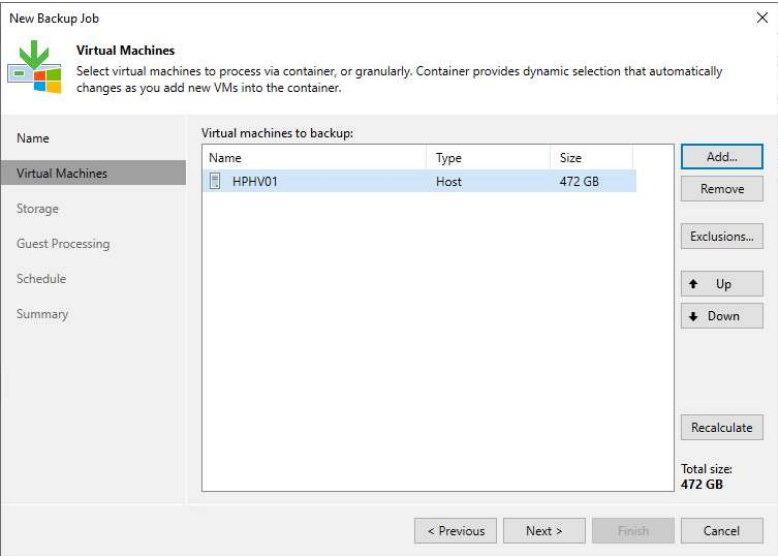 New Backup Job
Virtual Machines
Select virtual machines to process via container, or granularly. Container provides dynamic selection that automatically
changes as you add new VMs into the container.
Name
Virtual Machines
Storage
Guest Processing
Schedule
Summary
Virtual machines to backup:
Name Type Size
HPHV01 Host 472 GB
Add...
Remove
Exclusions...
Up
Down
Recalculate
Total size:
472 GB
< Previous Next > Finish Cancel